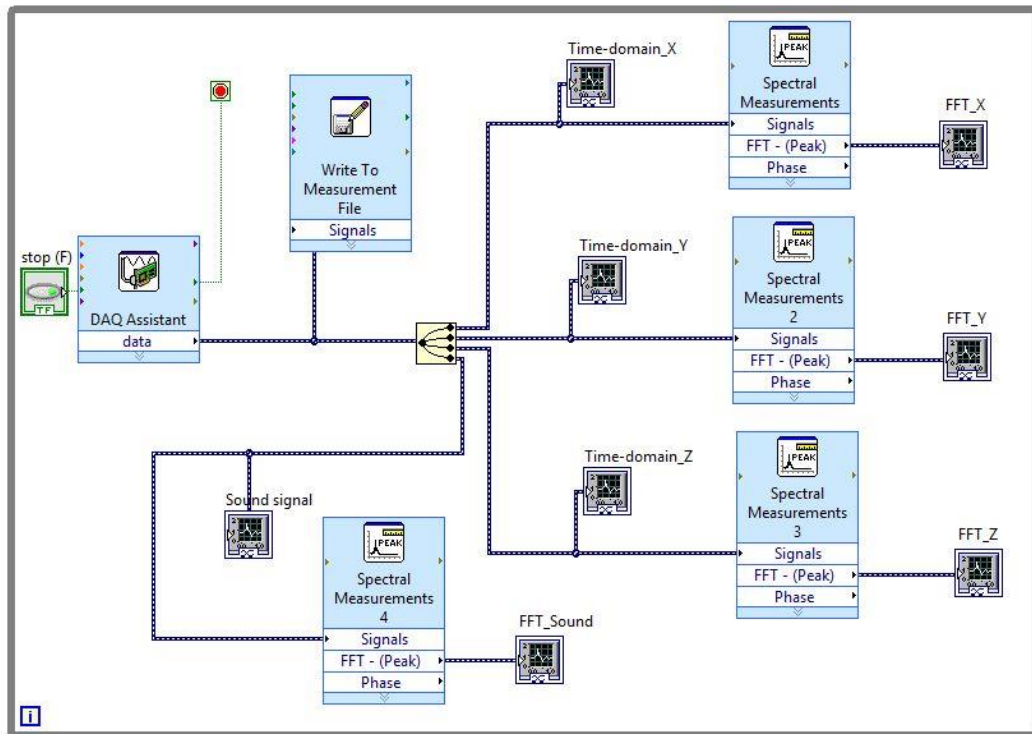 Time-domain_X
PEAK
Spectral
Measurements
Signals
FFT - (Peak)
Phase
FFT_X
Write To
Measurement
File
Signals
stop (F)
TF
DAQ Assistant
data
Time-domain_Y
PEAK
Spectral
Measurements
2
Signals
FFT - (Peak)
Phase
FFT_Y
Time-domain_Z
PEAK
Spectral
Measurements
3
Signals
FFT - (Peak)
Phase
FFT_Z
Sound signal
PEAK
Spectral
Measurements
4
Signals
FFT - (Peak)
Phase
FFT_Sound
i